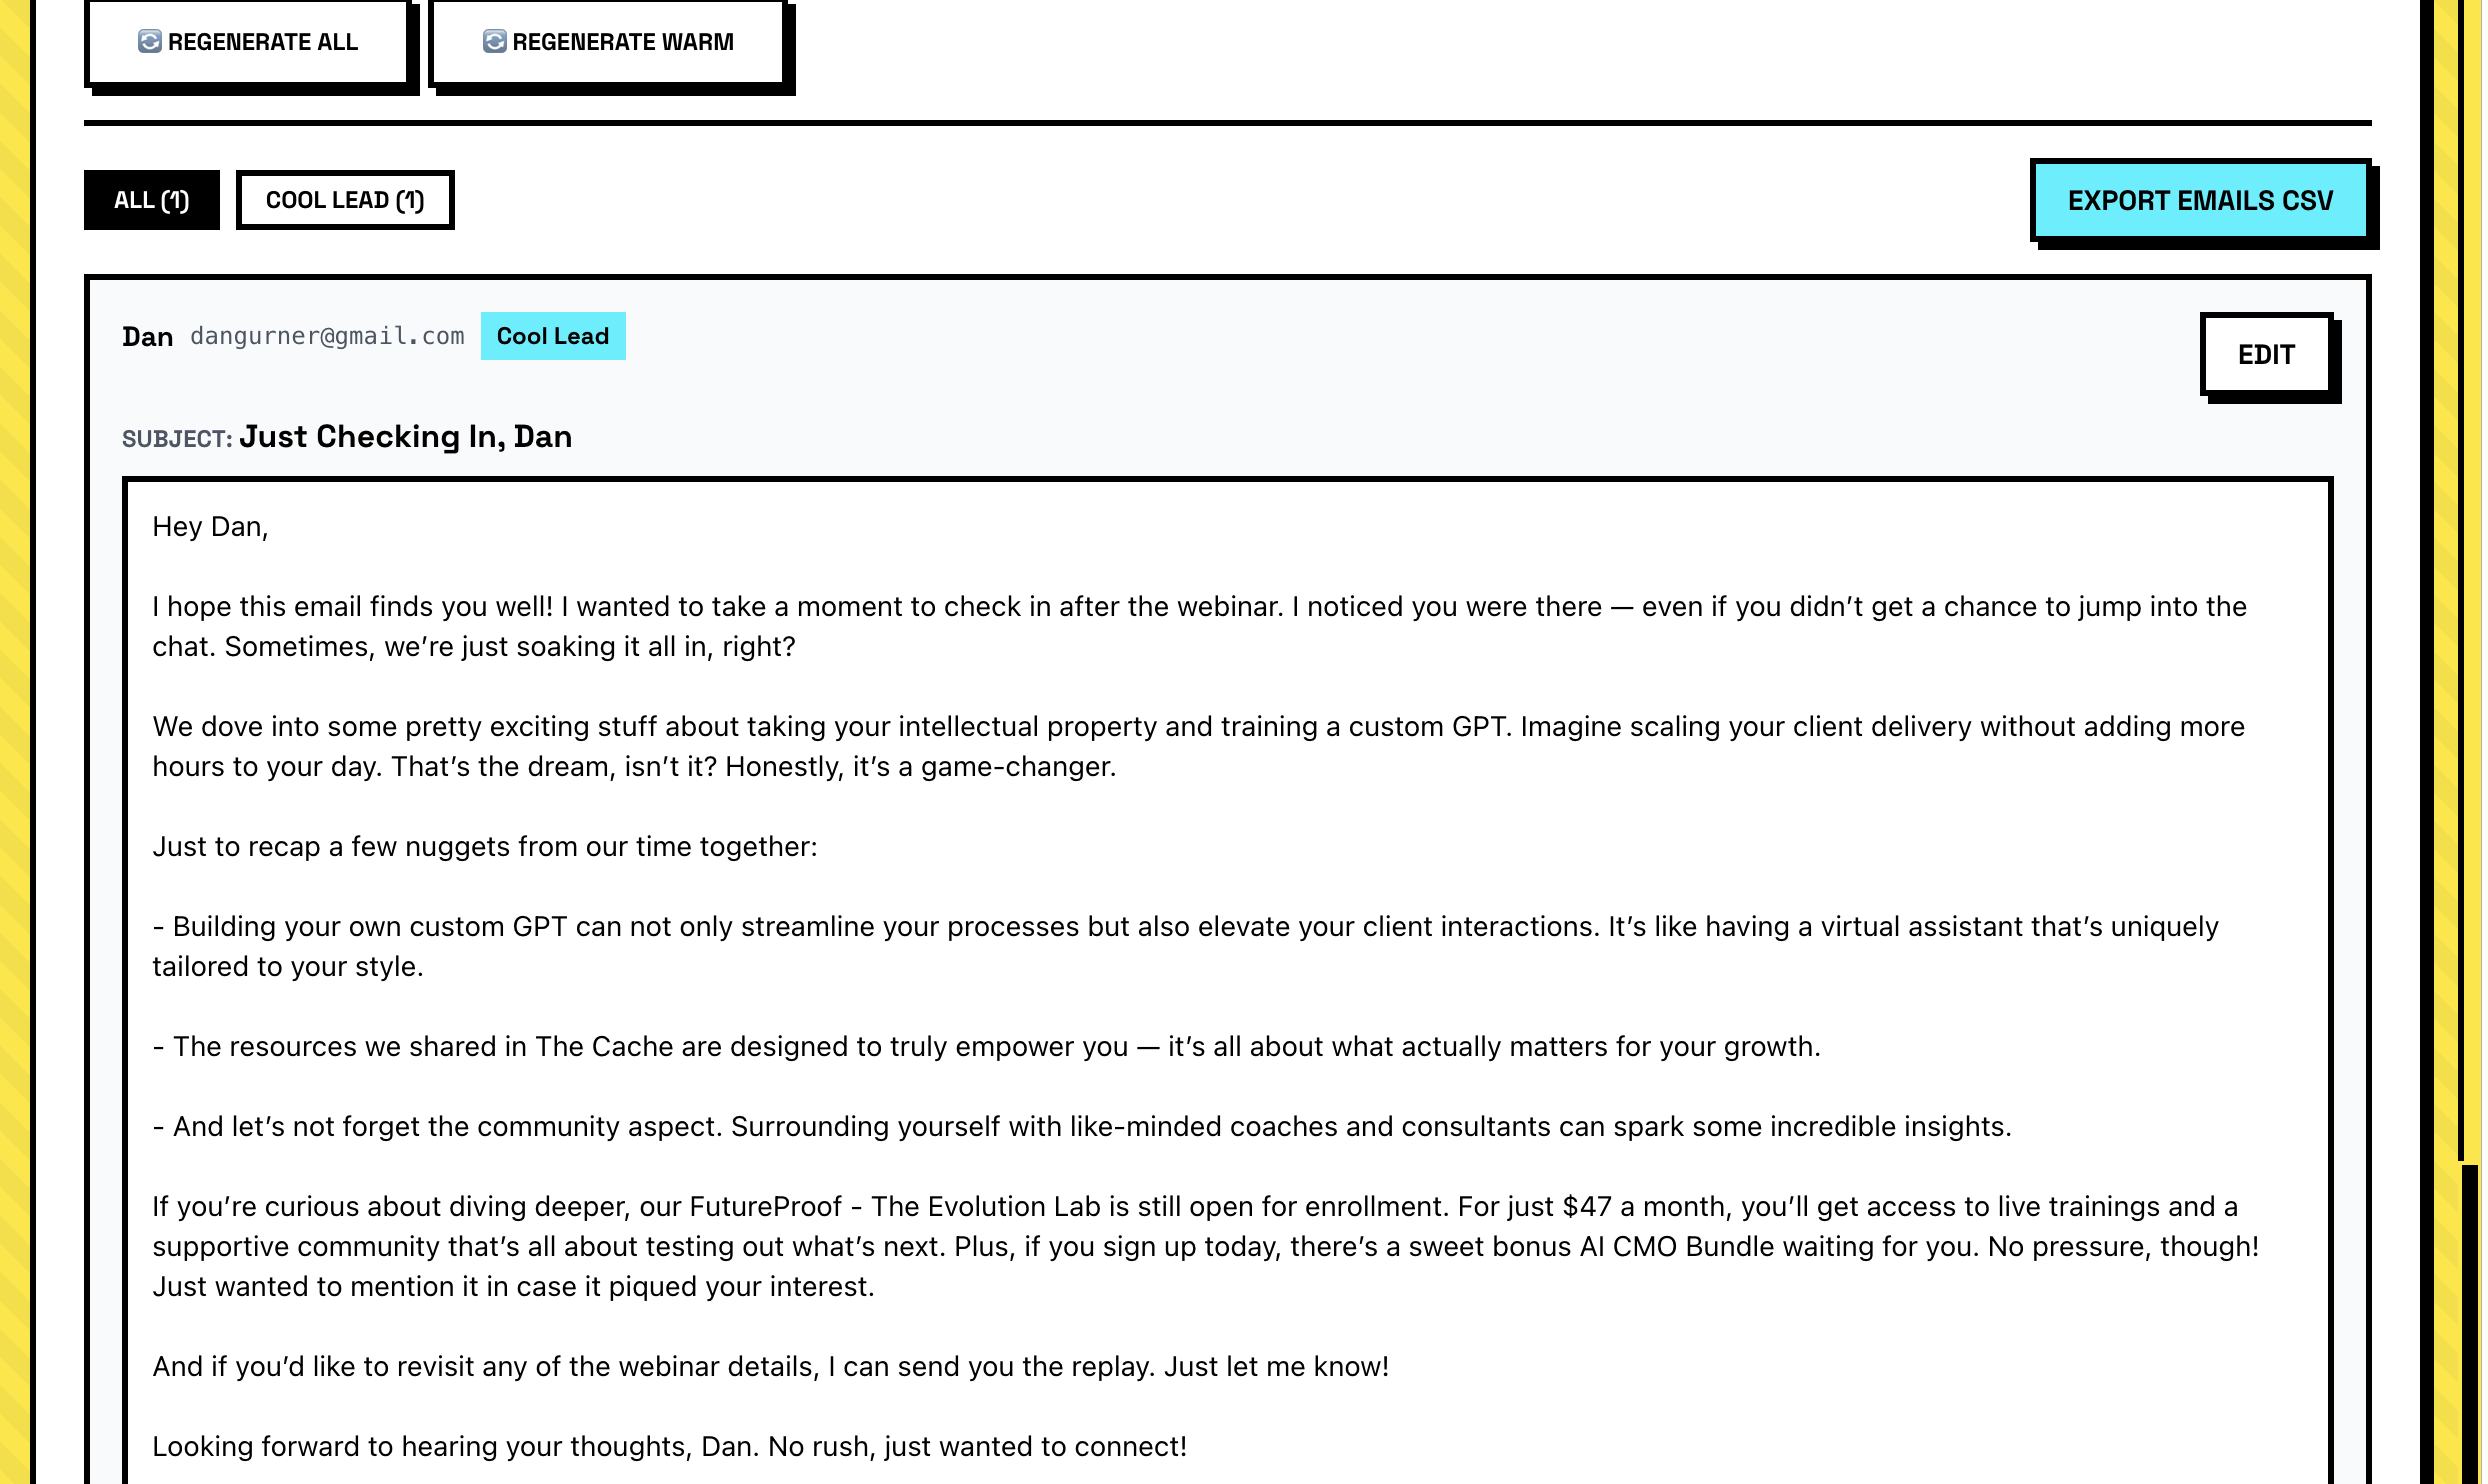 REGENERATE ALL
REGENERATE WARM
ALL (1)
COOL LEAD (1)
EXPORT EMAILS CSV
Dan dangurner@gmail.com Cool Lead
EDIT
SUBJECT: Just Checking In, Dan
Hey Dan,
I hope this email finds you well! I wanted to take a moment to check in after the webinar. I noticed you were there — even if you didn’t get a chance to jump into the
chat. Sometimes, we’re just soaking it all in, right?
We dove into some pretty exciting stuff about taking your intellectual property and training a custom GPT. Imagine scaling your client delivery without adding more
hours to your day. That’s the dream, isn’t it? Honestly, it’s a game-changer.
Just to recap a few nuggets from our time together:
- Building your own custom GPT can not only streamline your processes but also elevate your client interactions. It’s like having a virtual assistant that’s uniquely
tailored to your style.
- The resources we shared in The Cache are designed to truly empower you — it’s all about what actually matters for your growth.
- And let’s not forget the community aspect. Surrounding yourself with like-minded coaches and consultants can spark some incredible insights.
If you’re curious about diving deeper, our FutureProof - The Evolution Lab is still open for enrollment. For just $47 a month, you’ll get access to live trainings and a
supportive community that’s all about testing out what’s next. Plus, if you sign up today, there’s a sweet bonus AI CMO Bundle waiting for you. No pressure, though!
Just wanted to mention it in case it piqued your interest.
And if you’d like to revisit any of the webinar details, I can send you the replay. Just let me know!
Looking forward to hearing your thoughts, Dan. No rush, just wanted to connect!